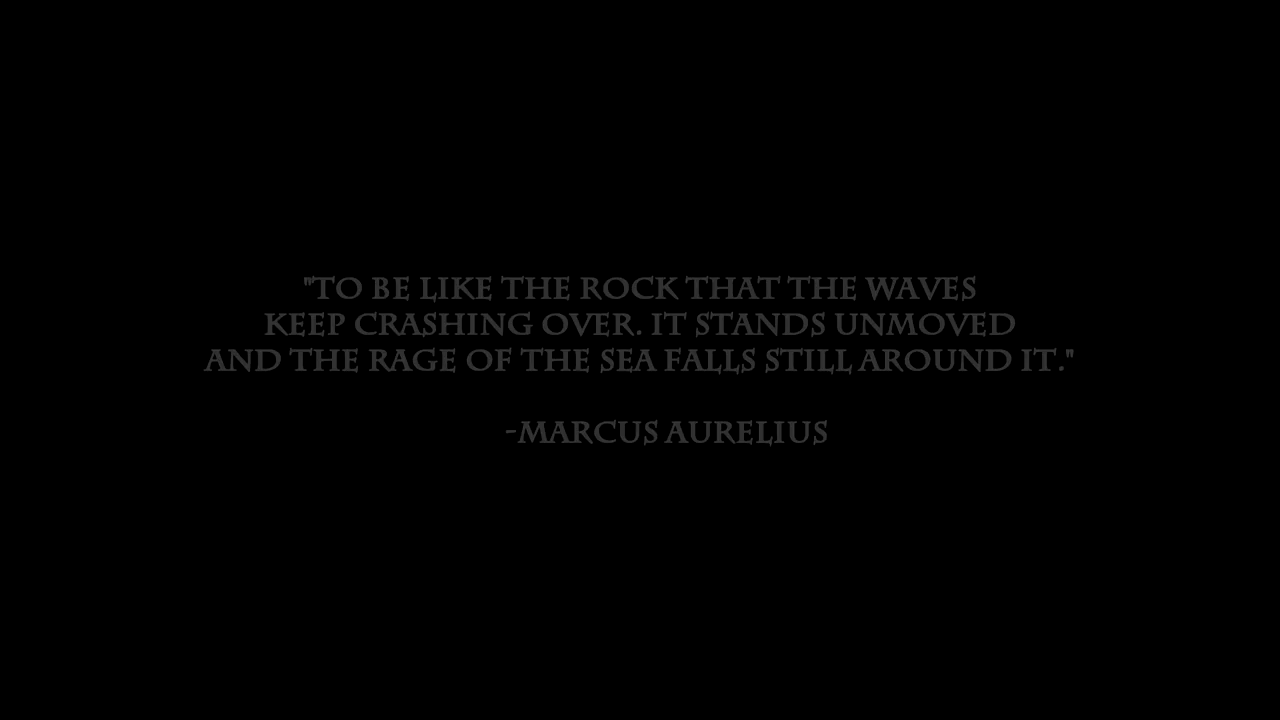 "TO BE LIKE THE ROCK THAT THE WAVES
KEEP CRASHING OVER. IT STANDS UNMOVED
AND THE RAGE OF THE SEA FALLS STILL AROUND IT."
-MARCUS AURELIUS